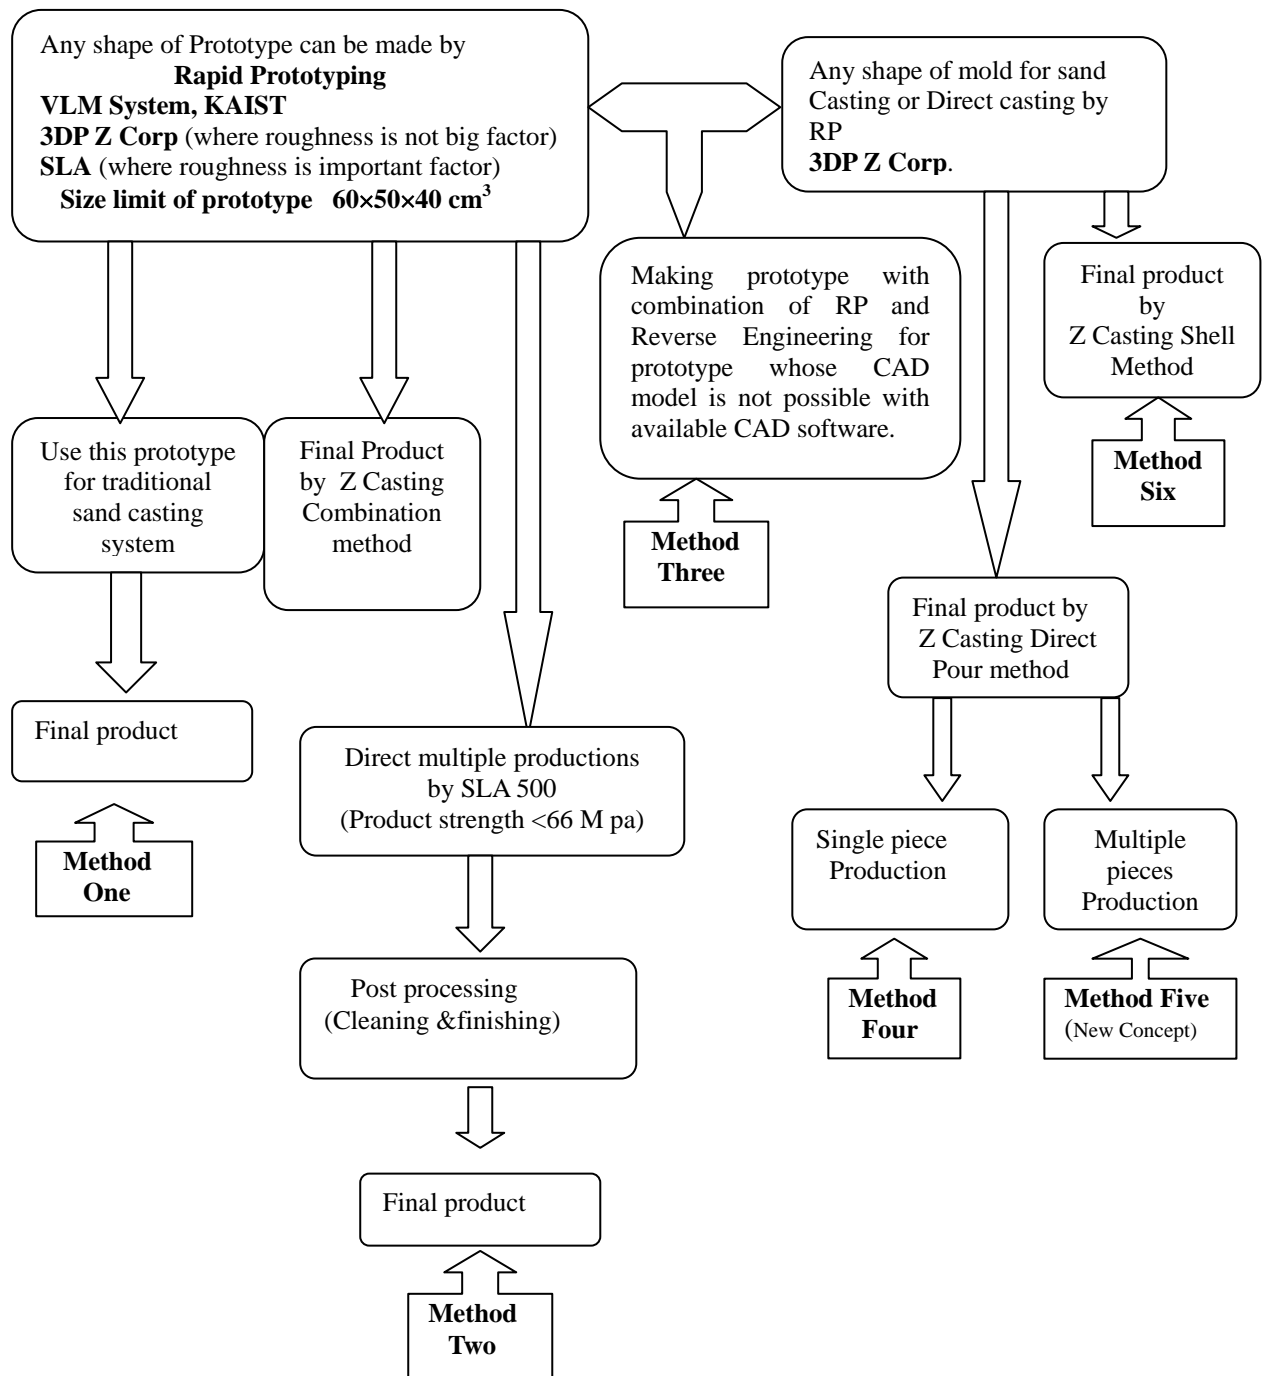 Any shape of Prototype can be made by
Rapid Prototyping
VLM System, KAIST
3DP Z Corp (where roughness is not big factor)
SLA (where roughness is important factor)
Size limit of prototype 60×50×40 cm³
Any shape of mold for sand
Casting or Direct casting by
RP
3DP Z Corp.
Making prototype with
combination of RP and
Reverse Engineering for
prototype whose CAD
model is not possible with
available CAD software.
Final product
by
Z Casting Shell
Method
Use this prototype
for traditional
sand casting
system
Final Product
by Z Casting
Combination
method
Method
Three
Method
Six
Final product by
Z Casting Direct
Pour method
Final product
Direct multiple productions
by SLA 500
(Product strength <66 M pa)
Single piece
Production
Multiple
pieces
Production
Method
One
Post processing
(Cleaning &finishing)
Method
Four
Method Five
(New Concept)
Final product
Method
Two